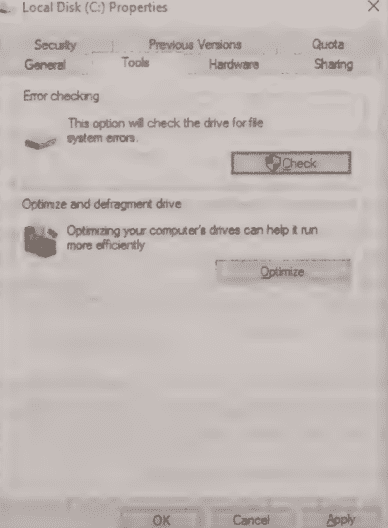 Local Disk (C:) Properties
Security Previous Versions Quota
General Tools Hardware Sharing
Error checking
This option will check the drive for file
system errors.
Check
Optimize and defragment drive
Optimizing your computer's drives can help it run
more efficiently
Optimize
OK Cancel Apply